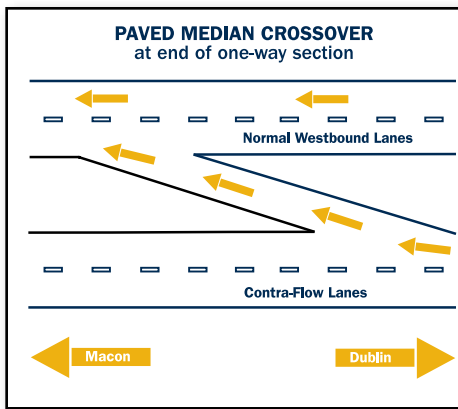 PAVED MEDIAN CROSSOVER
at end of one-way section
Normal Westbound Lanes
Contra-Flow Lanes
Macon
Dublin